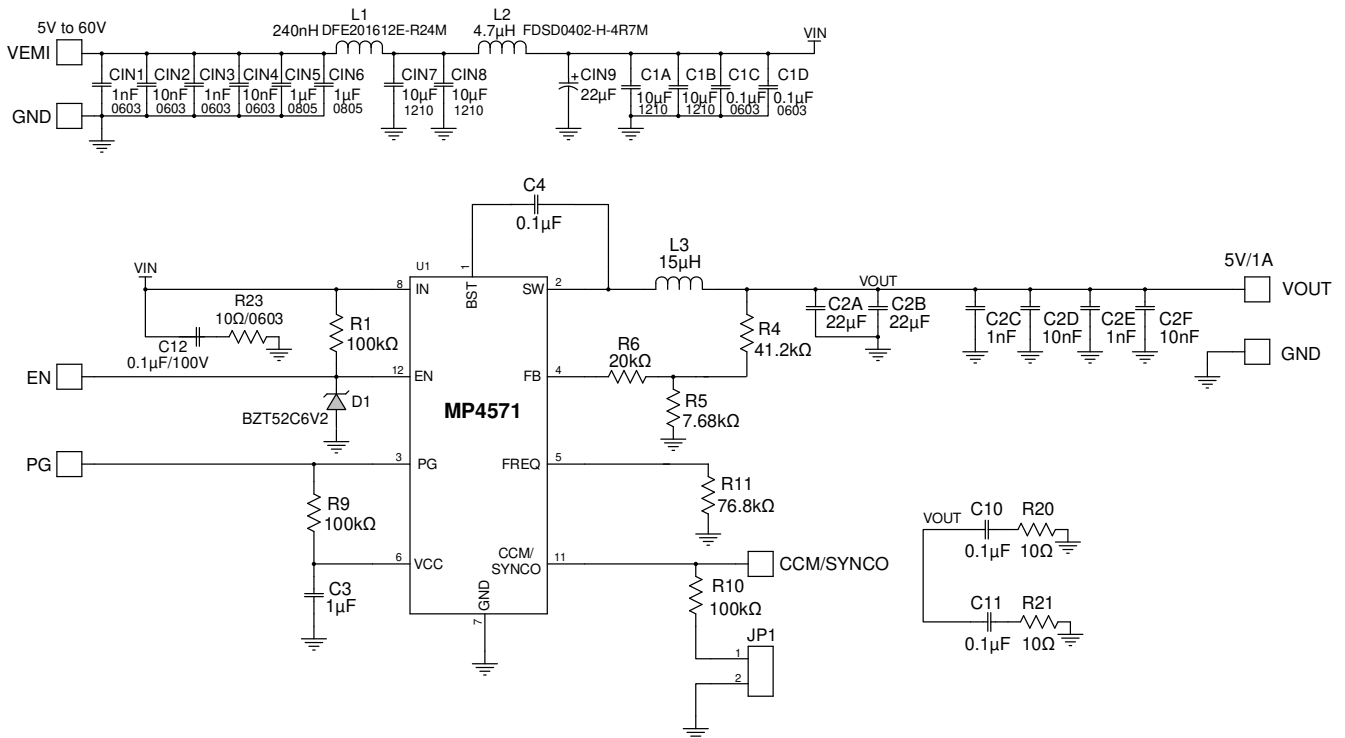 5V to 60V
VEMI
GND
L1
240nH DFE201612E-R24M
L2
4.7µH FDSD0402-H-4R7M
VIN
CIN1
1nF
0603
CIN2
10nF
0603
CIN3
1nF
0603
CIN4
10nF
0603
CIN5
1µF
0805
CIN6
1µF
0805
CIN7
10µF
1210
CIN8
10µF
1210
+
CIN9
22µF
C1A
10µF
1210
C1B
10µF
1210
C1C
0.1µF
0603
C1D
0.1µF
0603
C4
0.1µF
VIN
R23
10Ω/0603
C12
0.1µF/100V
R1
100kΩ
EN
D1
BZT52C6V2
PG
R9
100kΩ
C3
1µF
U1
MP4571
8
IN
12
EN
3
PG
6
VCC
1
BST
SW
2
FB
4
FREQ
5
CCM/
SYNCO
11
GND
7
L3
15µH
R6
20kΩ
R4
41.2kΩ
R5
7.68kΩ
R11
76.8kΩ
VOUT
C2A
22µF
C2B
22µF
C2C
1nF
C2D
10nF
C2E
1nF
C2F
10nF
5V/1A
VOUT
GND
CCM/SYNCO
R10
100kΩ
JP1
1
2
VOUT
C10
0.1µF
R20
10Ω
C11
0.1µF
R21
10Ω